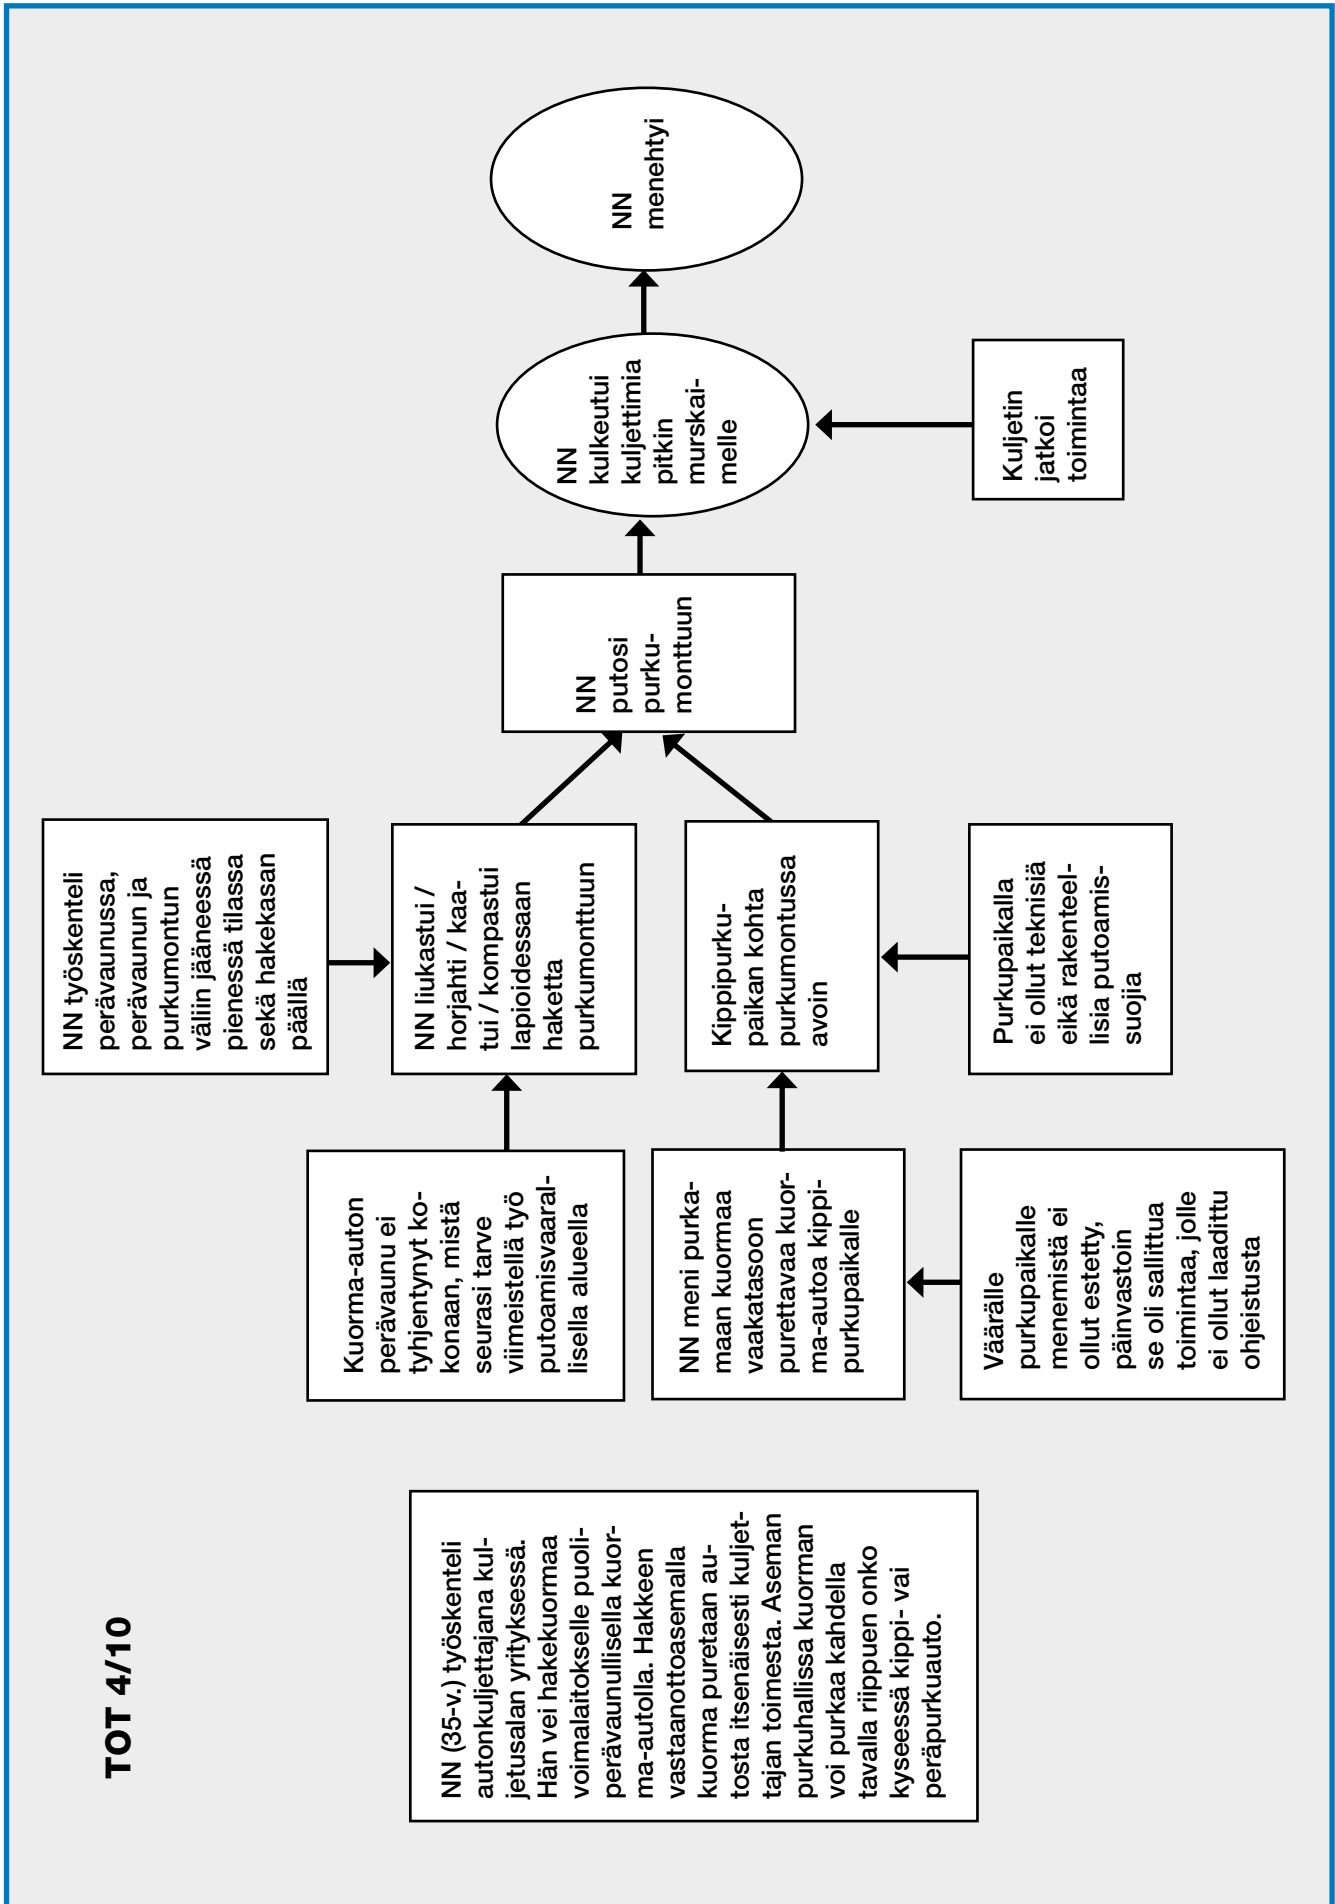 TOT 4/10
NN (35-v.) työskenteli
autonkuljettajana kul-
jetusalan yrityksessä.
Hän vei hakekuormaa
voimalaitokselle puoli-
perävaunullisella kuor-
ma-autolla. Hakkeen
vastaanottoasemalla
kuorma puretaan au-
tosta itsenäisesti kuljet-
tajan toimesta. Aseman
purkuhallissa kuorman
voi purkaa kahdella
tavalla riippuen onko
kyseessä kippi- vai
peräpurkuauto.
Kuorma-auton
perävaunu ei
tyhjentynyt ko-
konaan, mistä
seurasi tarve
viimeistellä työ
putoamisvaaral-
lisella alueella
NN meni purka-
maan kuormaa
vaakatasoon
purettavaa kuor-
ma-autoa kippi-
purkupaikalle
Väärälle
purkupaikalle
menemistä ei
ollut estetty,
päinvastoin
se oli sallittua
toimintaa, jolle
ei ollut laadittu
ohjeistusta
NN työskenteli
perävaunussa,
perävaunun ja
purkumontun
väliin jääneessä
pienessä tilassa
sekä hakekasan
päällä
NN liukastui /
horjahti / kaa-
tui / kompastui
lapioidessaan
haketta
purkumonttuun
Kippipurku-
paikan kohta
purkumontussa
avoin
Purkupaikalla
ei ollut teknisiä
eikä rakenteel-
lisia putoamis-
suojia
NN
putosi
purku-
monttuun
NN
kulkeutui
kuljettimia
pitkin
murskai-
melle
Kuljetin
jatkoi
toimintaa
NN
menehtyi